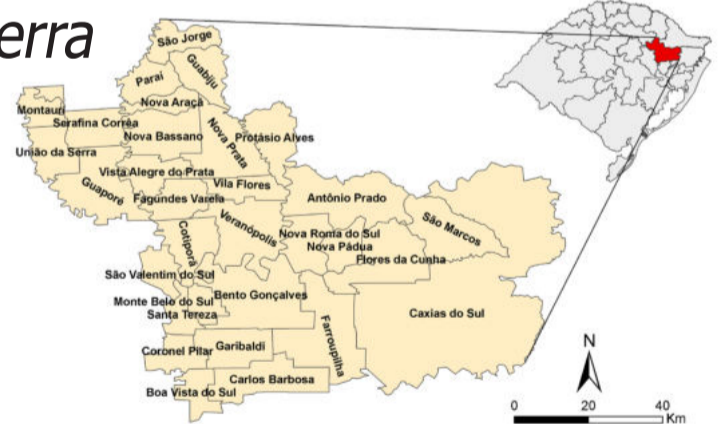 erra
São Jorge
Paraí
Guabiju
Nova Araçá
Montauri
Serafina Corrêa
Nova Bassano
Nova Prata
Protásio Alves
União da Serra
Vista Alegre do Prata
Guaporé
Vila Flores
Fagundes Varela
Antônio Prado
Veranópolis
São Marcos
Cotiporã
Nova Roma do Sul
Nova Pádua
Flores da Cunha
São Valentim do Sul
Bento Gonçalves
Monte Belo do Sul
Santa Tereza
Caxias do Sul
Farroupilha
Coronel Pilar
Garibaldi
Carlos Barbosa
Boa Vista do Sul
N
0 20 40
Km